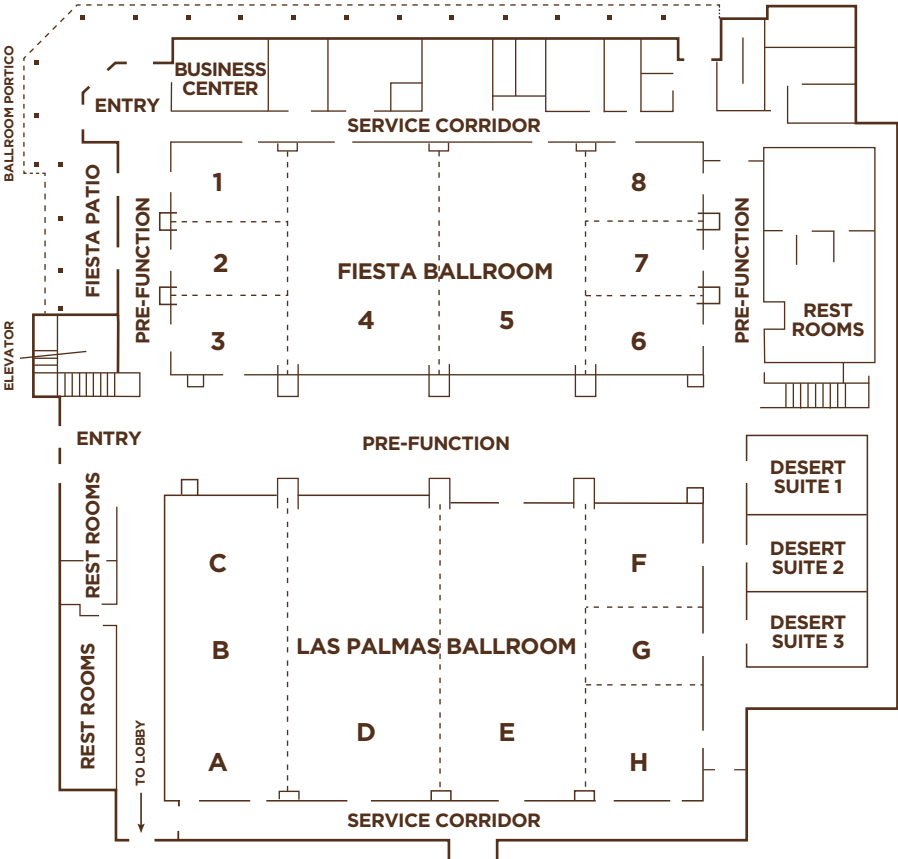 BALLROOM PORTICO
BUSINESS
CENTER
ENTRY
SERVICE CORRIDOR
FIESTA PATIO
PRE-FUNCTION
1
8
2
7
FIESTA BALLROOM
4
5
3
6
PRE-FUNCTION
REST
ROOMS
ELEVATOR
ENTRY
PRE-FUNCTION
DESERT
SUITE 1
REST ROOMS
C
F
DESERT
SUITE 2
B
LAS PALMAS BALLROOM
G
DESERT
SUITE 3
REST ROOMS
D
E
A
H
TO LOBBY
SERVICE CORRIDOR